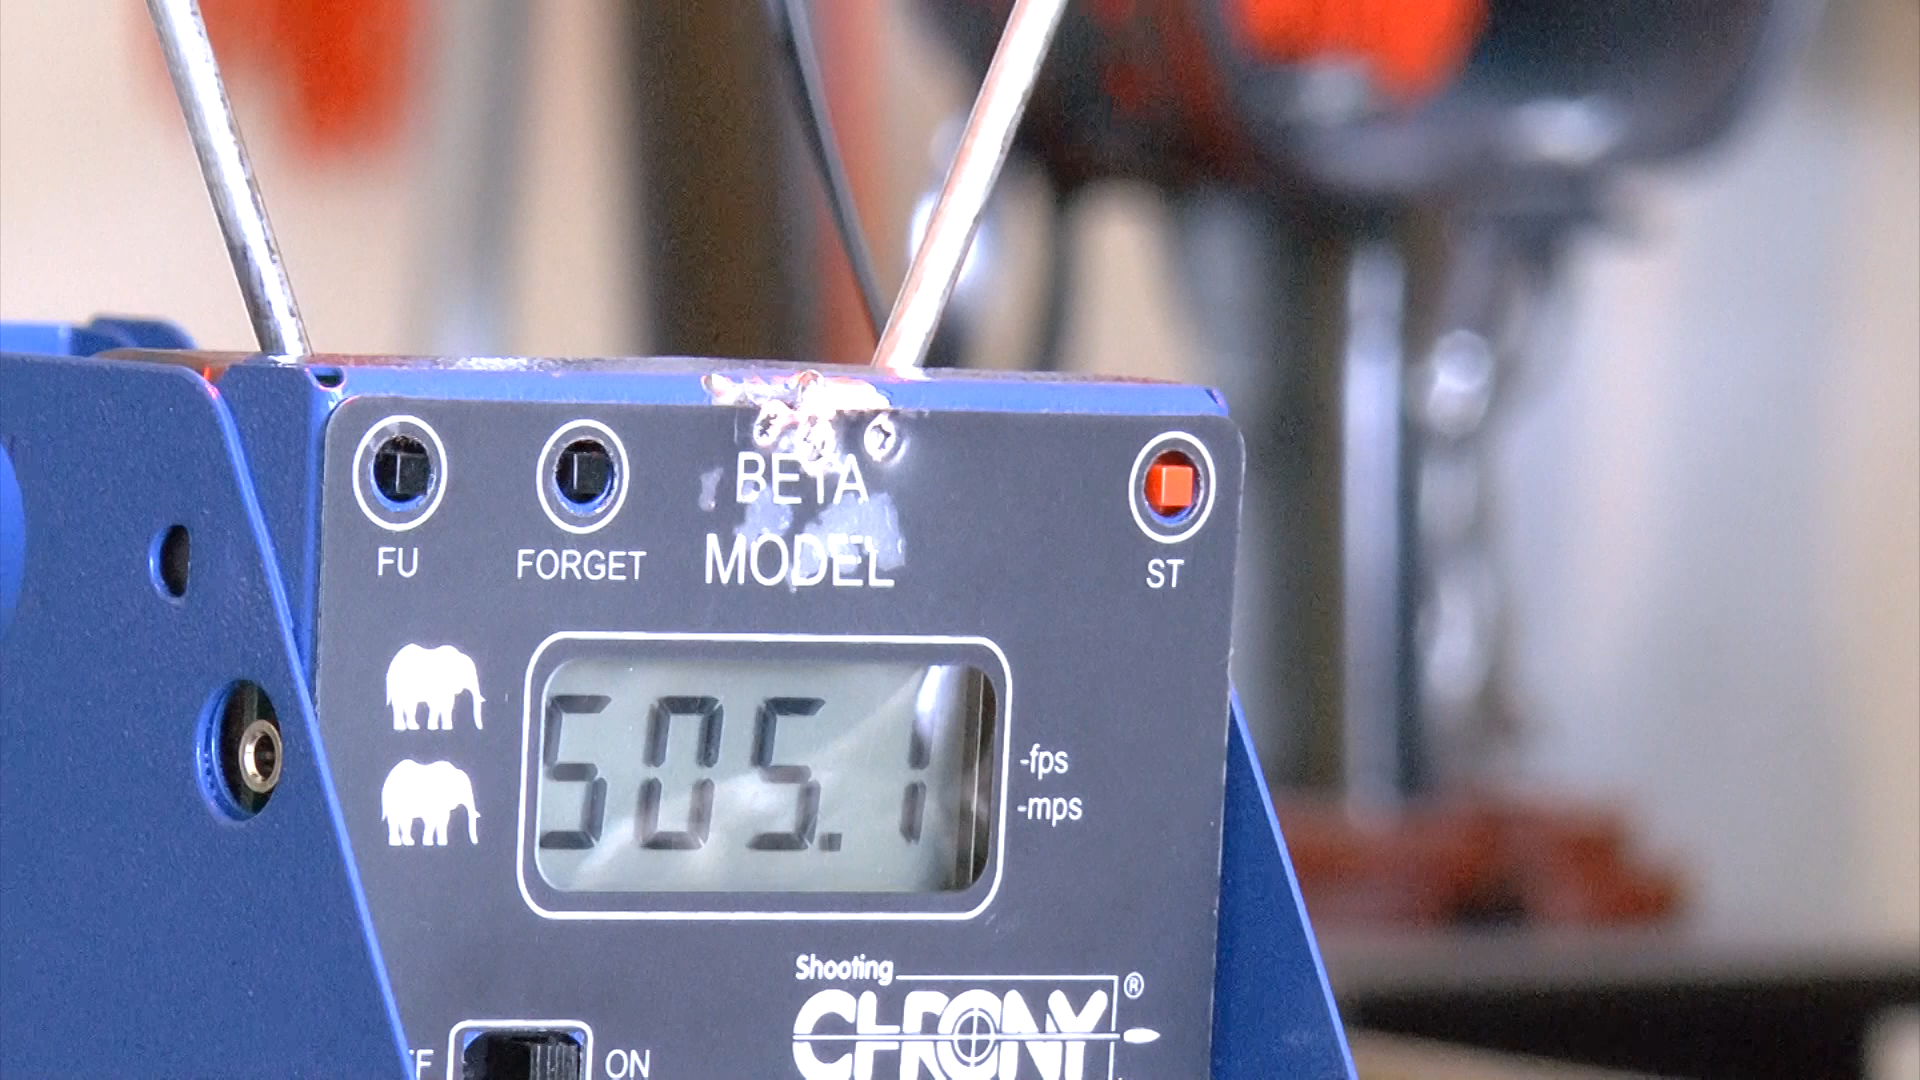 BETA
FU FORGET MODEL ST
505.1
-fps
-mps
Shooting
CHRONY®
ON